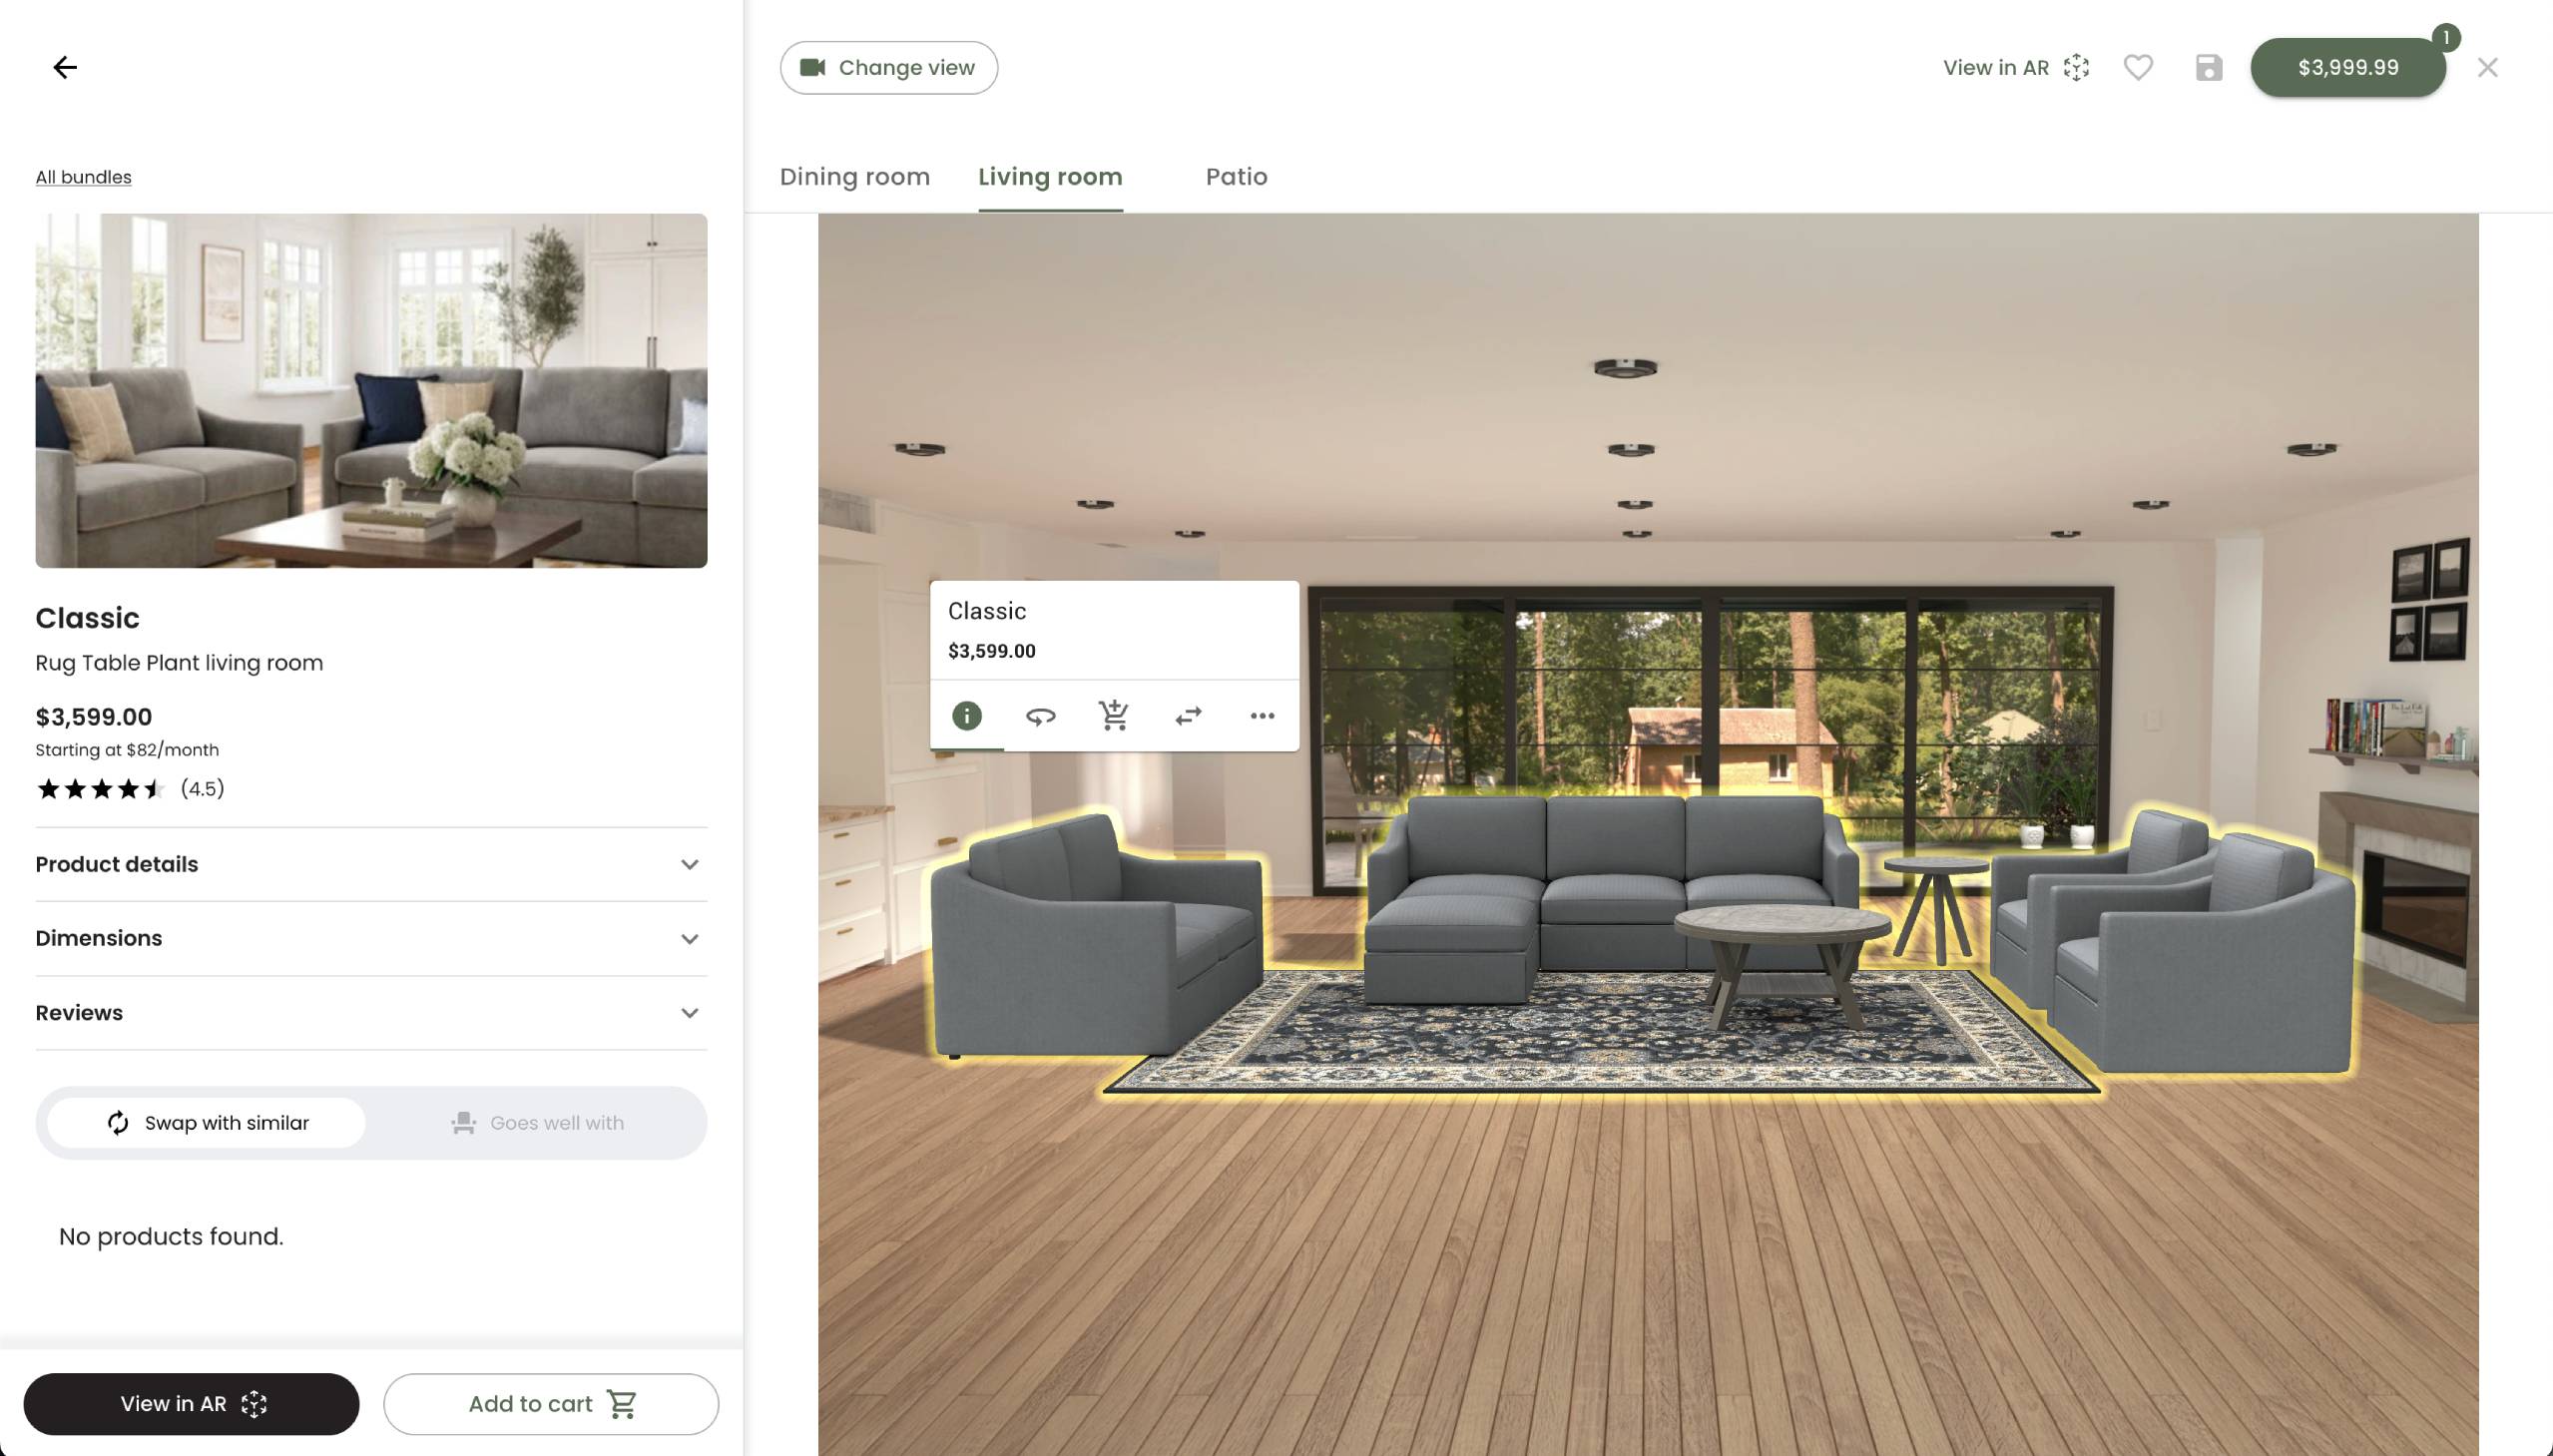 All bundles
Classic
Rug Table Plant living room
$3,599.00
Starting at $82/month
(4.5)
Product details
Dimensions
Reviews
Swap with similar
Goes well with
No products found.
View in AR
Add to cart
Change view
View in AR
$3,999.99
1
Dining room
Living room
Patio
Classic
$3,599.00